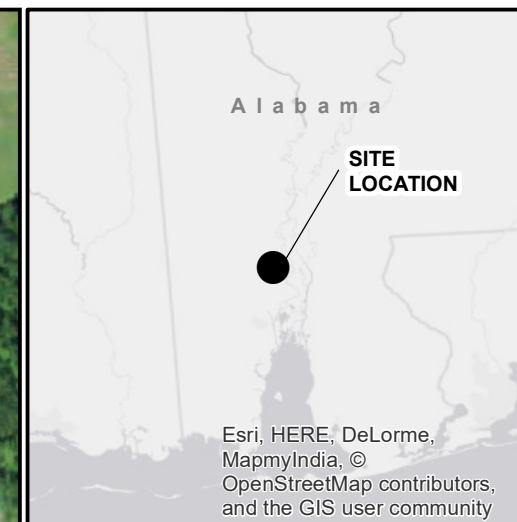 Alabama
SITE
LOCATION
Esri, HERE, DeLorme,
MapmyIndia, ©
OpenStreetMap contributors,
and the GIS user community